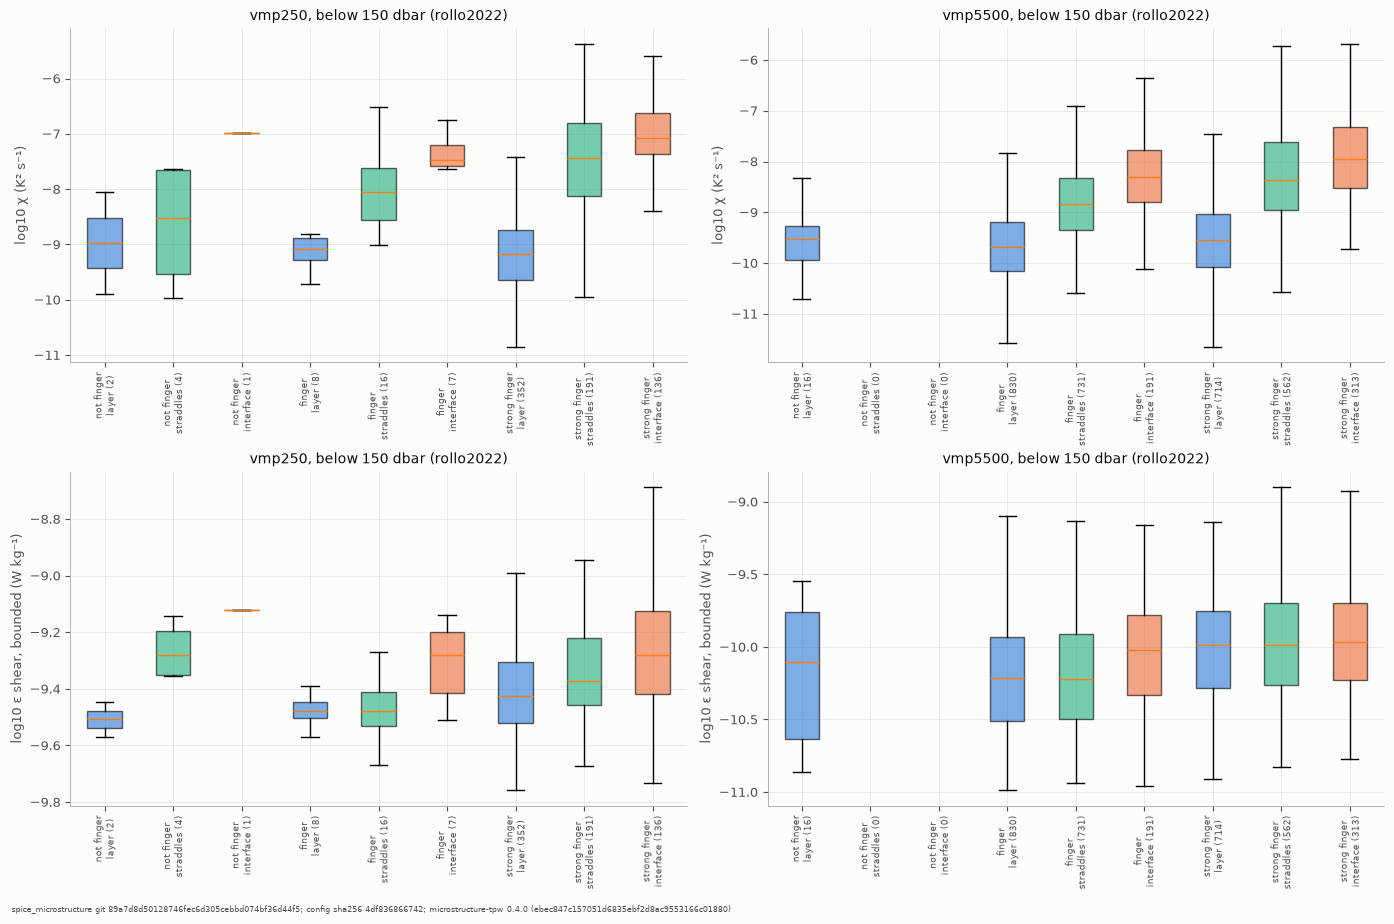 vmp250, below 150 dbar (rollo2022)
log10 χ (K² s⁻¹)
−6
−7
−8
−9
−10
−11
not finger
layer (2)
not finger
straddles (4)
not finger
interface (1)
finger
layer (8)
finger
straddles (16)
finger
interface (7)
strong finger
layer (352)
strong finger
straddles (191)
strong finger
interface (136)
vmp5500, below 150 dbar (rollo2022)
log10 χ (K² s⁻¹)
−6
−7
−8
−9
−10
−11
not finger
layer (16)
not finger
straddles (0)
not finger
interface (0)
finger
layer (830)
finger
straddles (731)
finger
interface (191)
strong finger
layer (714)
strong finger
straddles (562)
strong finger
interface (313)
vmp250, below 150 dbar (rollo2022)
log10 ε shear, bounded (W kg⁻¹)
−8.8
−9.0
−9.2
−9.4
−9.6
−9.8
not finger
layer (2)
not finger
straddles (4)
not finger
interface (1)
finger
layer (8)
finger
straddles (16)
finger
interface (7)
strong finger
layer (352)
strong finger
straddles (191)
strong finger
interface (136)
vmp5500, below 150 dbar (rollo2022)
log10 ε shear, bounded (W kg⁻¹)
−9.0
−9.5
−10.0
−10.5
−11.0
not finger
layer (16)
not finger
straddles (0)
not finger
interface (0)
finger
layer (830)
finger
straddles (731)
finger
interface (191)
strong finger
layer (714)
strong finger
straddles (562)
strong finger
interface (313)
spice_microstructure git 89a7d8d50128746fec6d305cebbd074bf36d44f5; config sha256 4df836866742; microstructure-tpw 0.4.0 (ebec847c157051d6835ebf2d8ac9553166c01880)